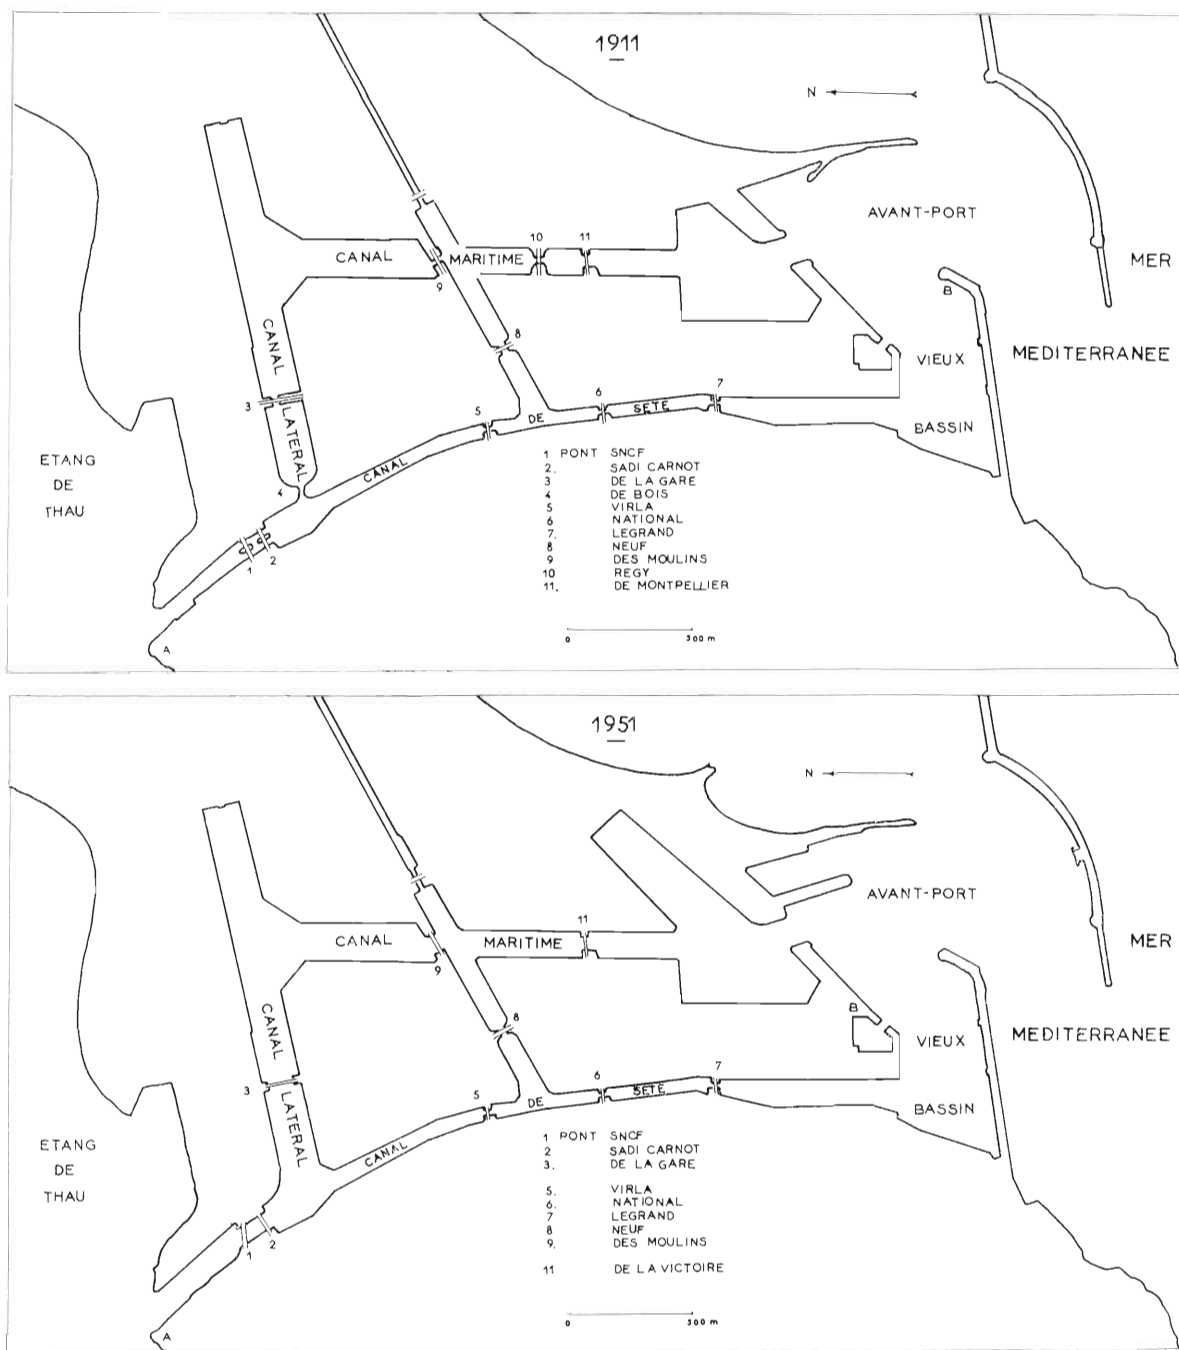 1911
N
AVANT-PORT
MER
MEDITERRANEE
CANAL
MARITIME
10
11
9
B
8
VIEUX
BASSIN
CANAL
LATERAL
3
7
6
SETE
DE
5
CANAL
4
ETANG
DE
THAU
1
2
A
1 PONT SNCF
2. SADI CARNOT
3 DE LA GARE
4 DE BOIS
5 VIRLA
6 NATIONAL
7. LEGRAND
8 NEUF
9 DES MOULINS
10 REGY
11. DE MONTPELLIER
0 300 m
1951
N
AVANT-PORT
MER
MEDITERRANEE
CANAL
MARITIME
11
9
B
8
VIEUX
BASSIN
CANAL
LATERAL
3
7
6
SETE
DE
5
CANAL
ETANG
DE
THAU
1
2
A
1 PONT SNCF
2 SADI CARNOT
3. DE LA GARE
5. VIRLA
6. NATIONAL
7 LEGRAND
8 NEUF
9. DES MOULINS
11 DE LA VICTOIRE
0 300 m